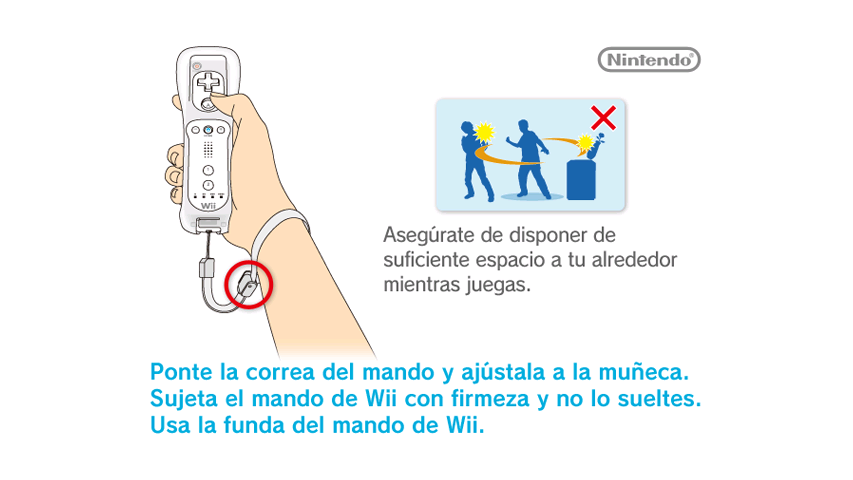 Nintendo
Asegúrate de disponer de
suficiente espacio a tu alrededor
mientras juegas.
Wii
Ponte la correa del mando y ajústala a la muñeca.
Sujeta el mando de Wii con firmeza y no lo sueltes.
Usa la funda del mando de Wii.